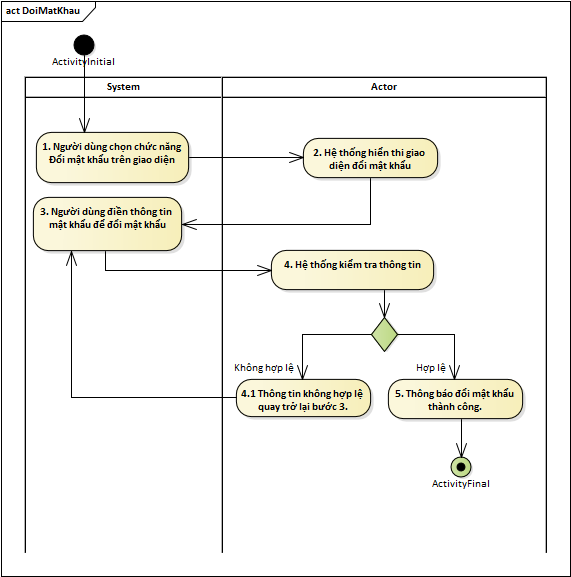 act DoiMatKhau
ActivityInitial
System
Actor
1. Người dùng chọn chức năng
Đổi mật khẩu trên giao diện
2. Hệ thống hiển thi giao
diện đổi mật khẩu
3. Người dùng điền thông tin
mật khẩu để đổi mật khẩu
4. Hệ thống kiểm tra thông tin
Không hợp lệ
Hợp lệ
4.1 Thông tin không hợp lệ
quay trở lại bước 3.
5. Thông báo đổi mật khẩu
thành công.
ActivityFinal